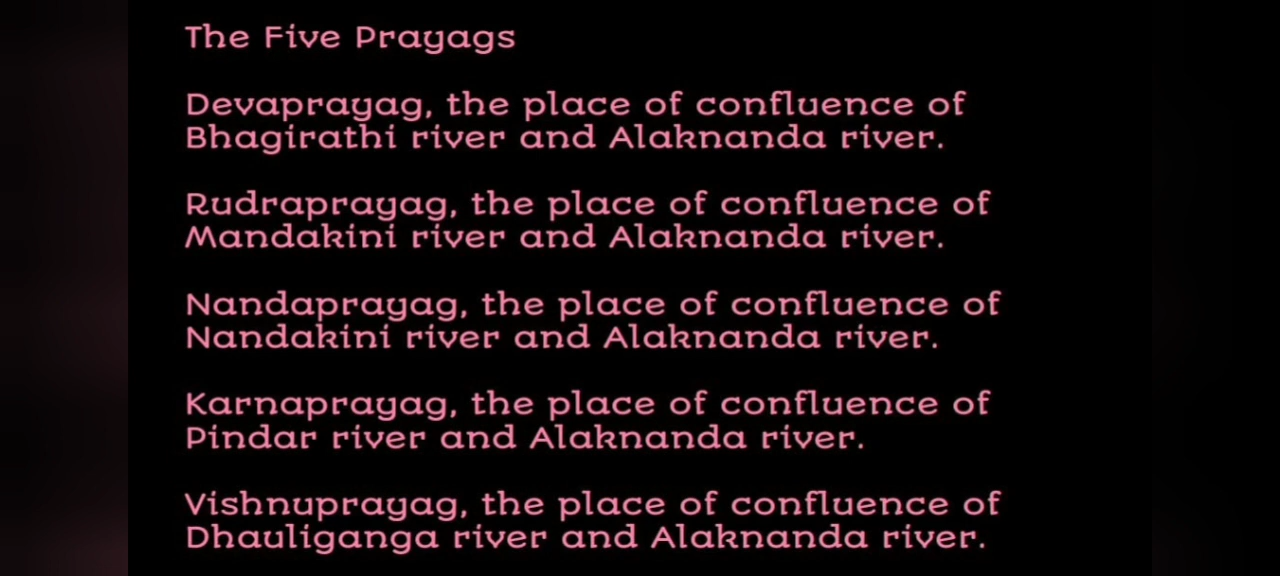 The Five Prayags
Devaprayag, the place of confluence of
Bhagirathi river and Alaknanda river.
Rudraprayag, the place of confluence of
Mandakini river and Alaknanda river.
Nandaprayag, the place of confluence of
Nandakini river and Alaknanda river.
Karnaprayag, the place of confluence of
Pindar river and Alaknanda river.
Vishnuprayag, the place of confluence of
Dhauliganga river and Alaknanda river.